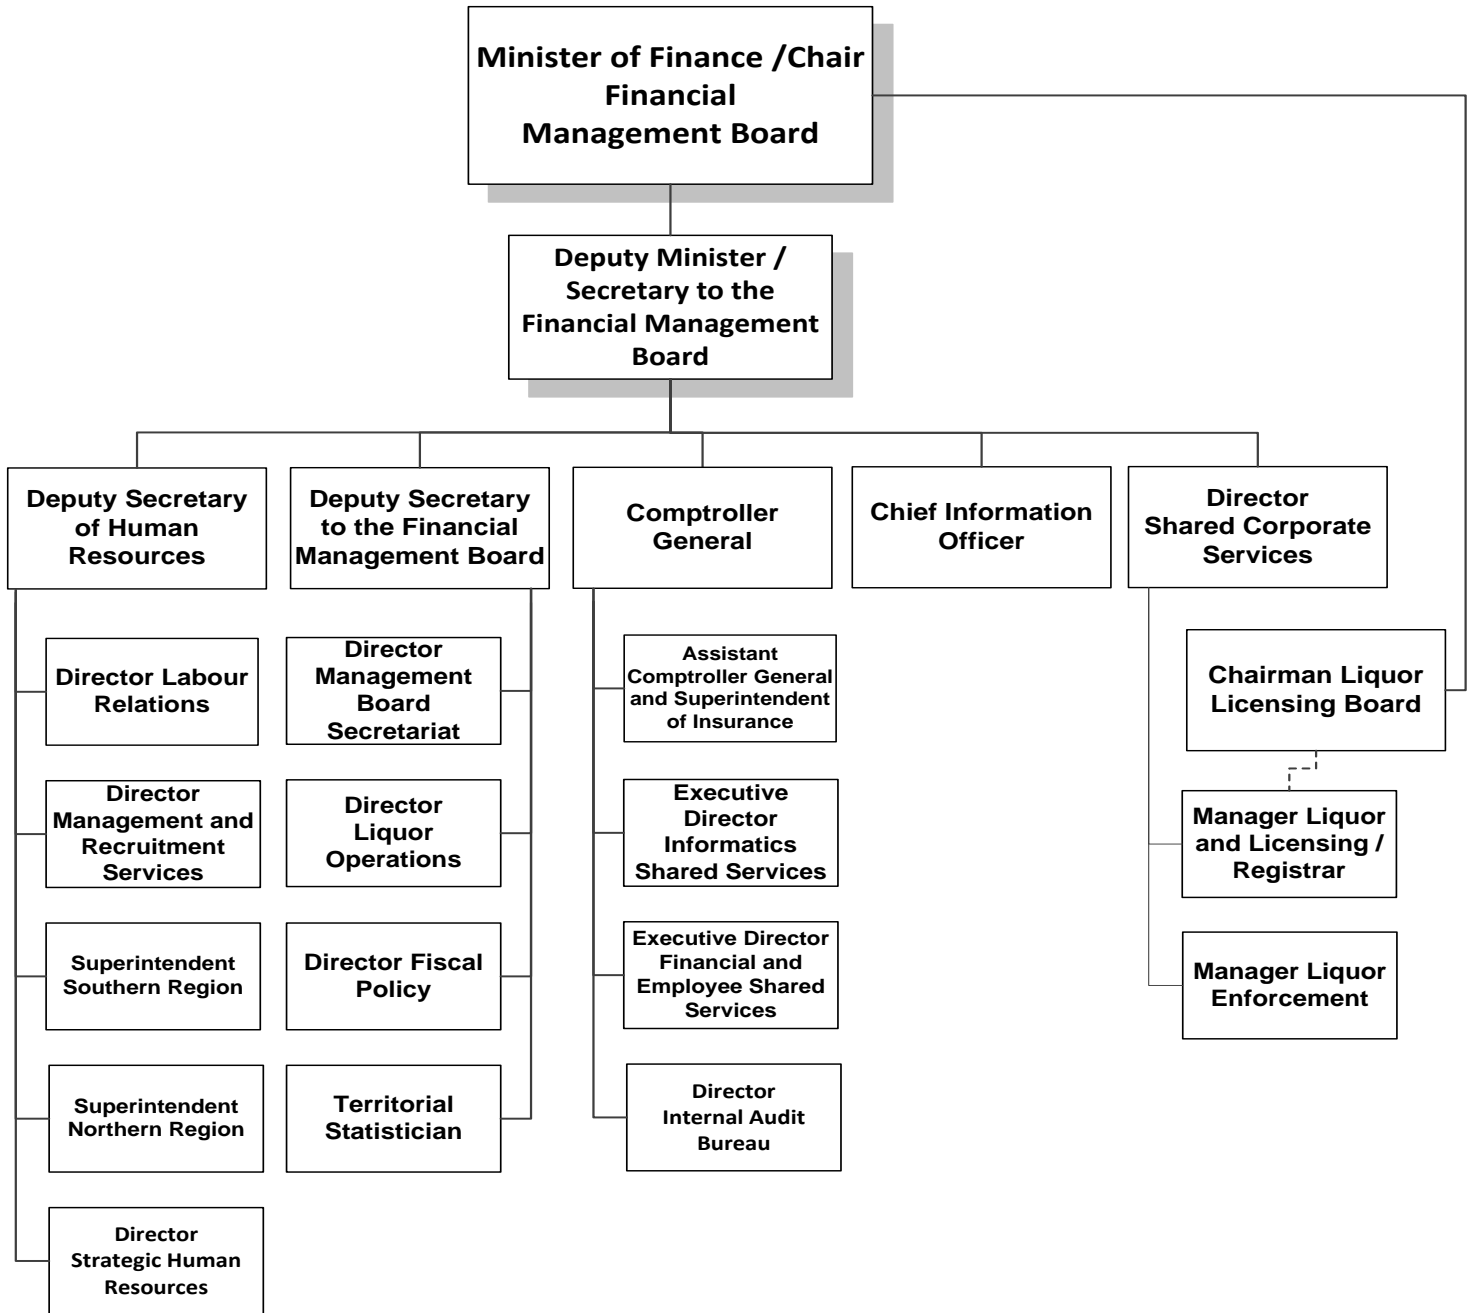 Minister of Finance /Chair
Financial
Management Board
Deputy Minister /
Secretary to the
Financial Management
Board
Deputy Secretary
of Human
Resources
Deputy Secretary
to the Financial
Management Board
Comptroller
General
Chief Information
Officer
Director
Shared Corporate
Services
Director Labour
Relations
Director
Management and
Recruitment
Services
Superintendent
Southern Region
Superintendent
Northern Region
Director
Strategic Human
Resources
Director
Management
Board
Secretariat
Director
Liquor
Operations
Director Fiscal
Policy
Territorial
Statistician
Assistant
Comptroller General
and Superintendent
of Insurance
Executive
Director
Informatics
Shared Services
Executive Director
Financial and
Employee Shared
Services
Director
Internal Audit
Bureau
Chairman Liquor
Licensing Board
Manager Liquor
and Licensing /
Registrar
Manager Liquor
Enforcement